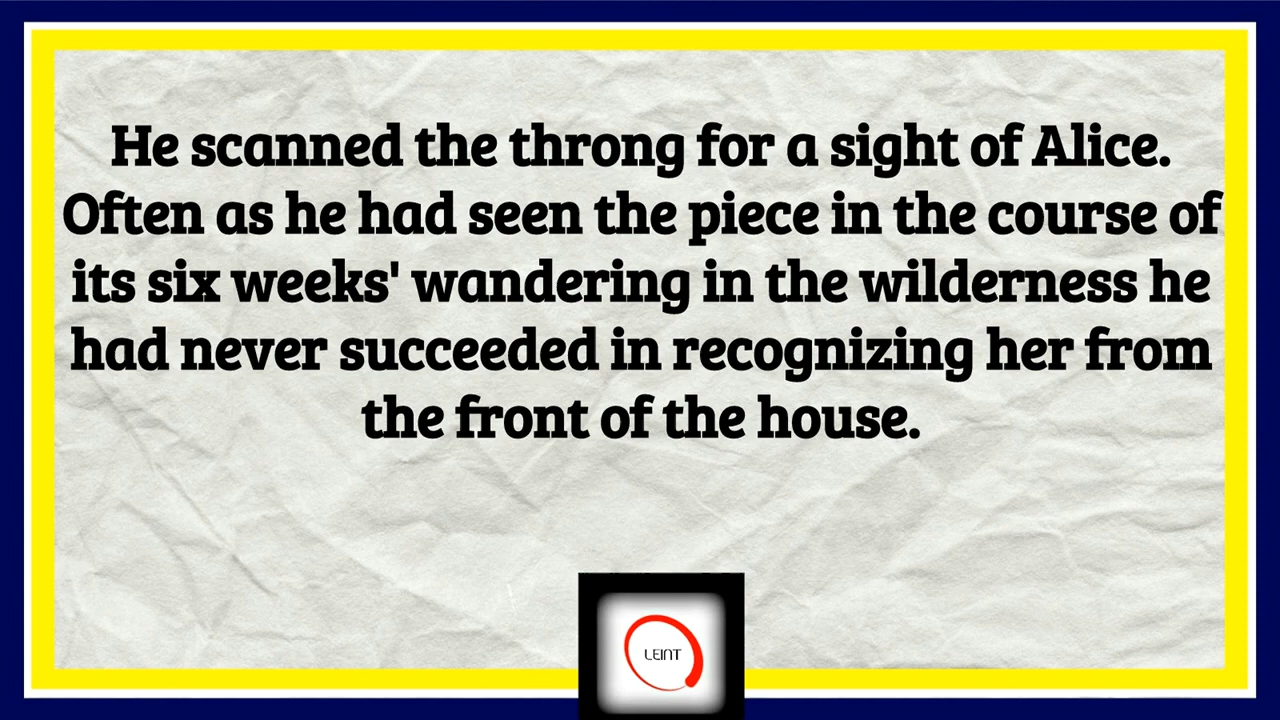 He scanned the throng for a sight of Alice.
Often as he had seen the piece in the course of
its six weeks' wandering in the wilderness he
had never succeeded in recognizing her from
the front of the house.
LEINT